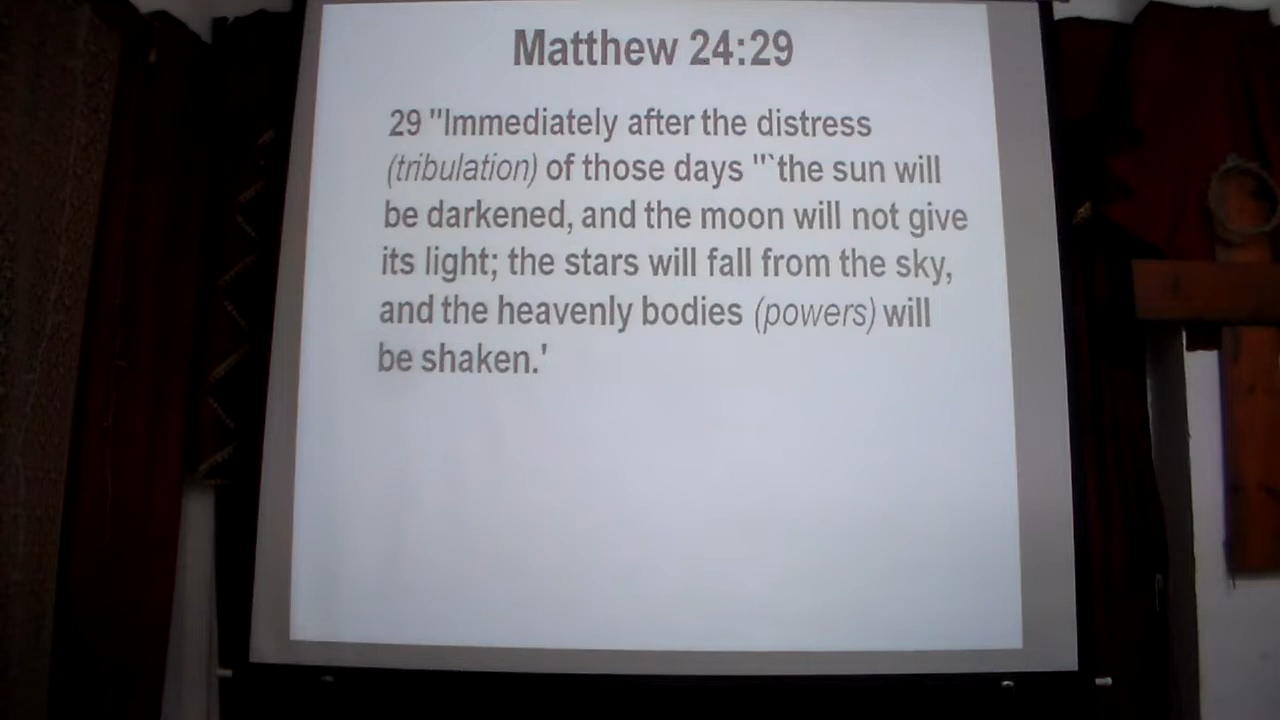 Matthew 24:29
29 "Immediately after the distress
(tribulation) of those days "`the sun will
be darkened, and the moon will not give
its light; the stars will fall from the sky,
and the heavenly bodies (powers) will
be shaken.'